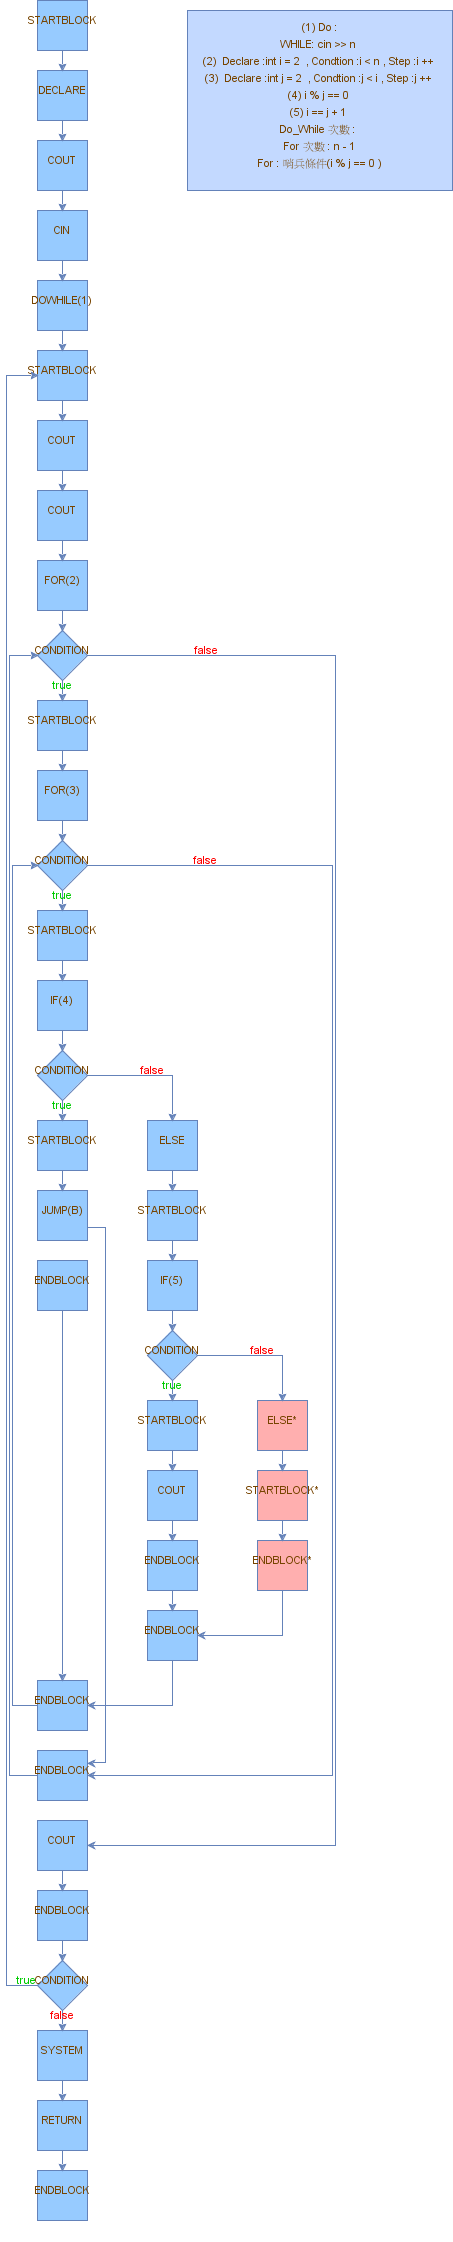 STARTBLOCK
(1) Do :
WHILE: cin >> n
(2) Declare :int i = 2 , Condtion :i < n , Step :i ++
(3) Declare :int j = 2 , Condtion :j < i , Step :j ++
(4) i % j == 0
(5) i == j + 1
Do_While 次數 :
For 次數 : n - 1
For : 哨兵條件(i % j == 0 )
DECLARE
COUT
CIN
DOWHILE(1)
STARTBLOCK
COUT
COUT
FOR(2)
CONDITION
false
true
STARTBLOCK
FOR(3)
CONDITION
false
true
STARTBLOCK
IF(4)
CONDITION
false
true
STARTBLOCK
ELSE
JUMP(B)
STARTBLOCK
ENDBLOCK
IF(5)
CONDITION
false
true
STARTBLOCK
ELSE*
COUT
STARTBLOCK*
ENDBLOCK
ENDBLOCK*
ENDBLOCK
ENDBLOCK
ENDBLOCK
COUT
ENDBLOCK
true
CONDITION
false
SYSTEM
RETURN
ENDBLOCK